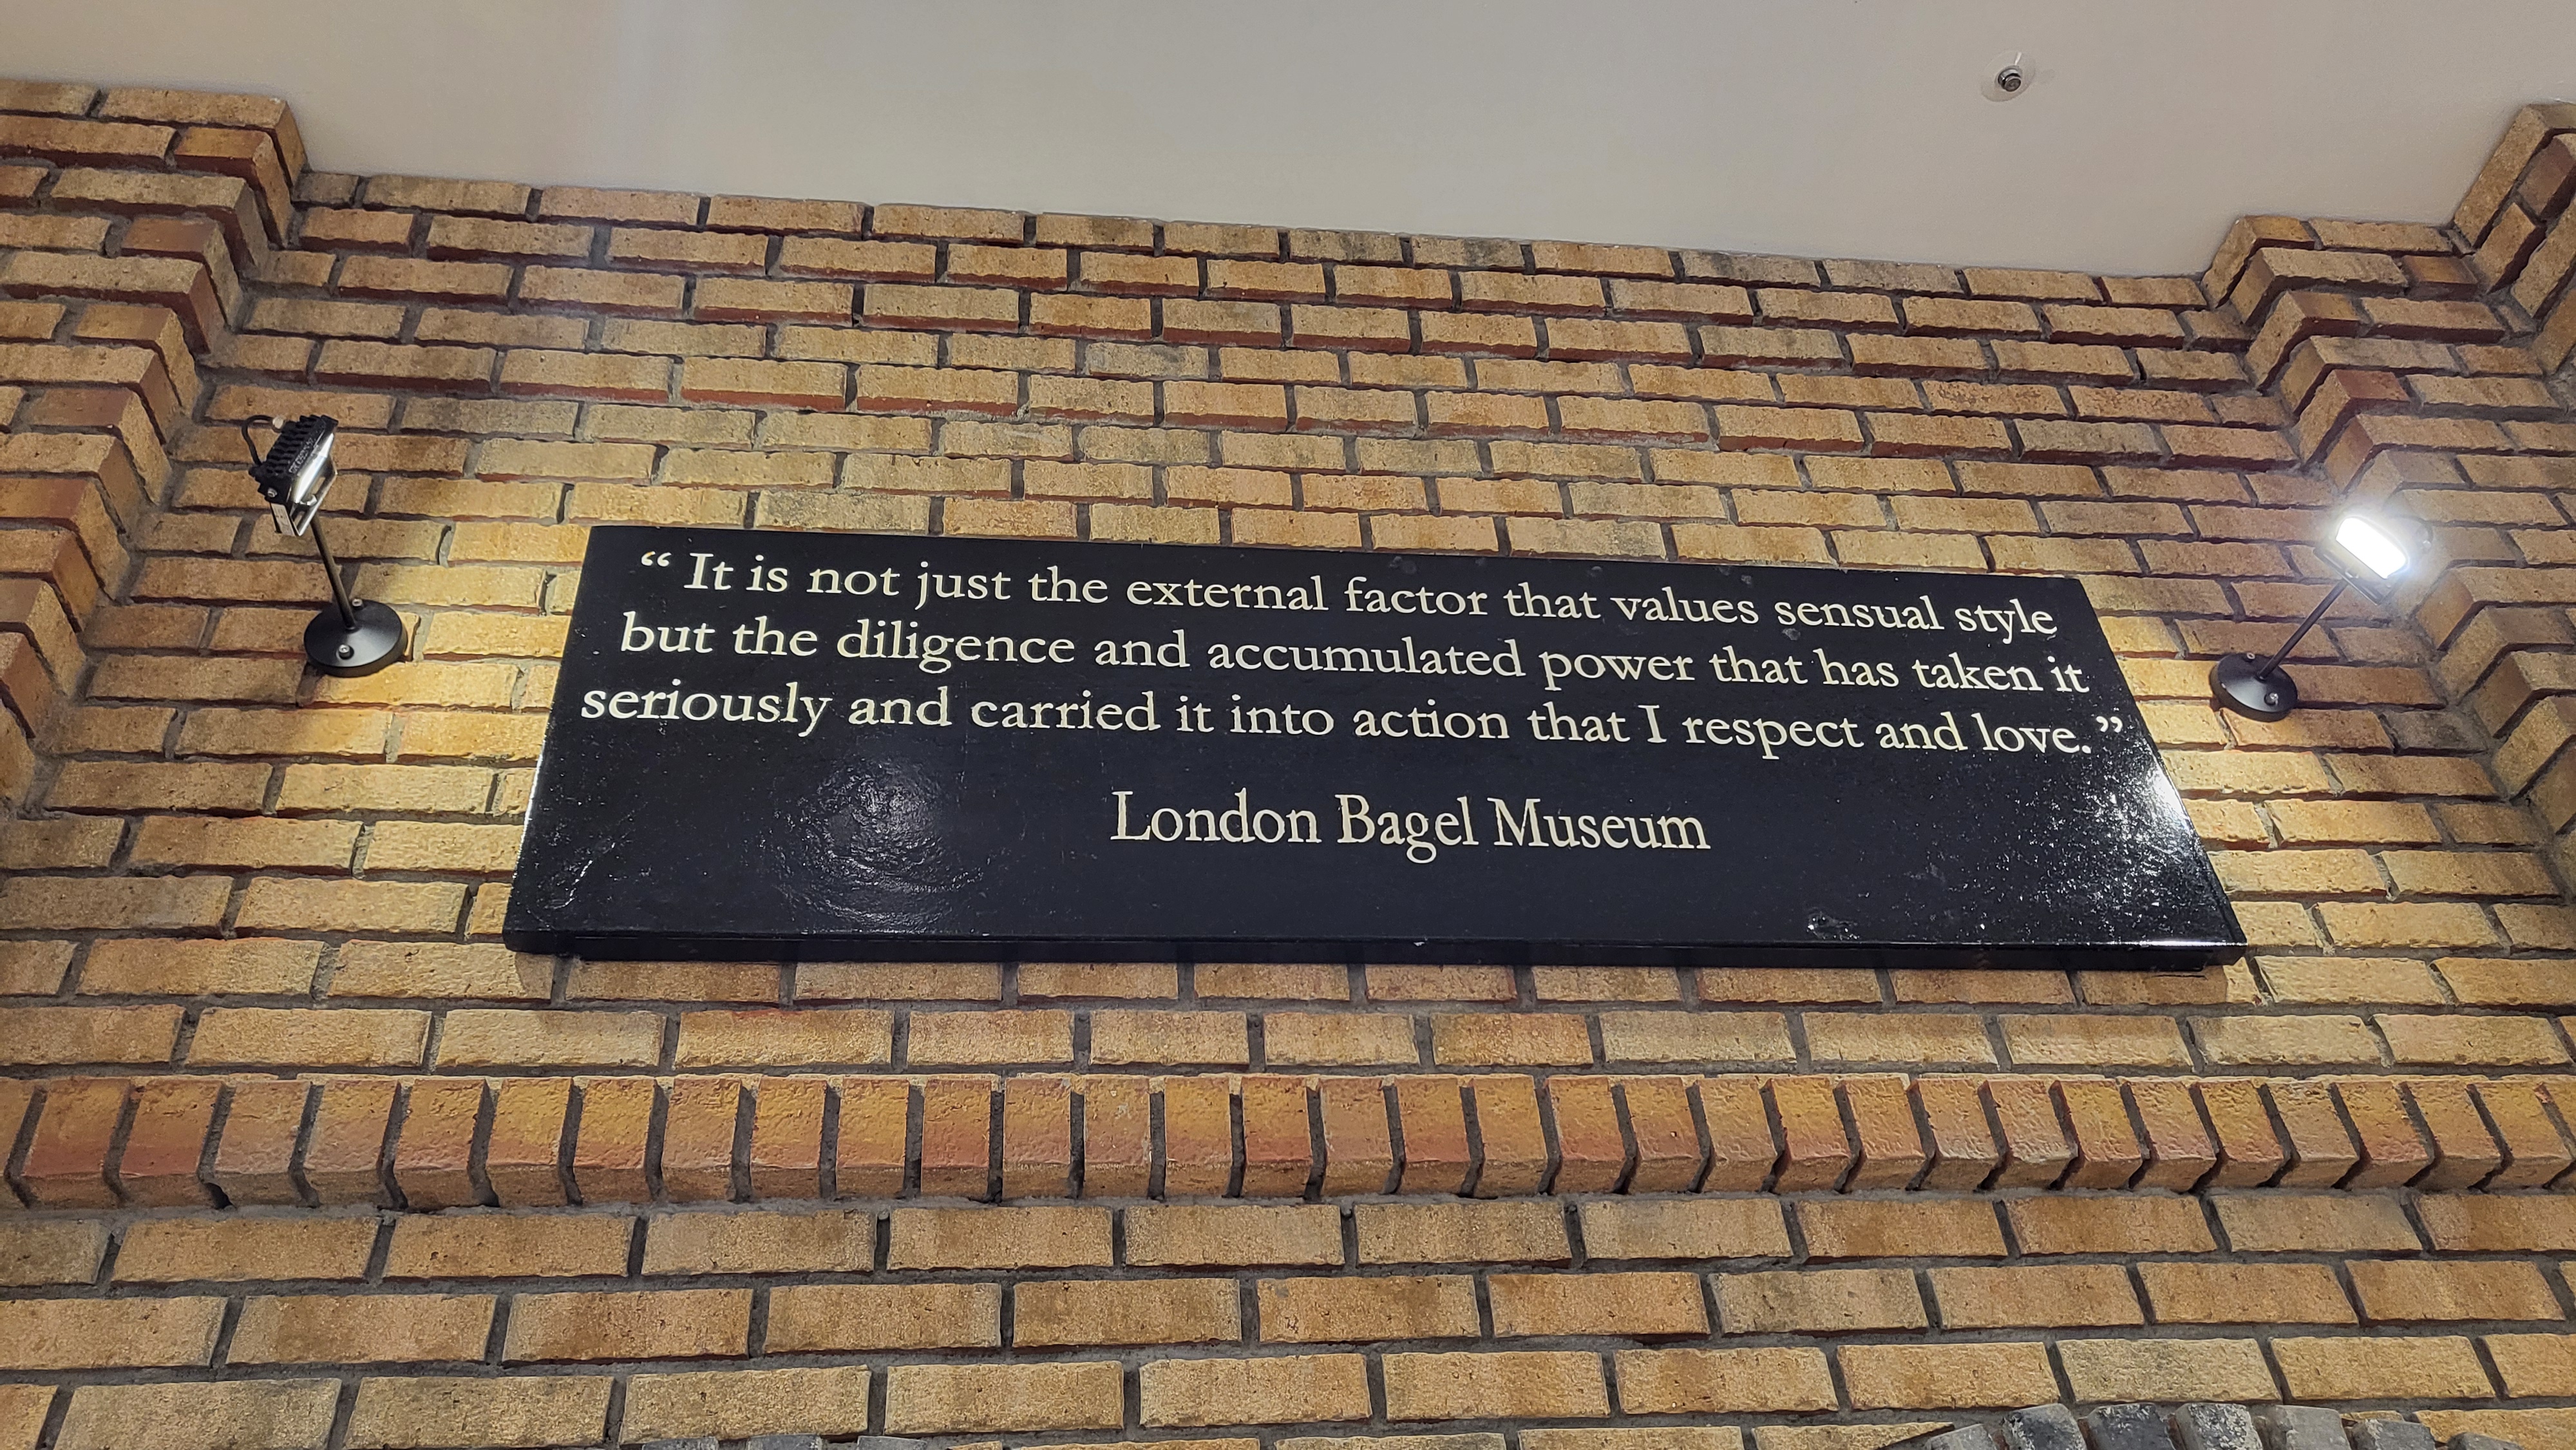 “ It is not just the external factor that values sensual style
but the diligence and accumulated power that has taken it
seriously and carried it into action that I respect and love.”
London Bagel Museum